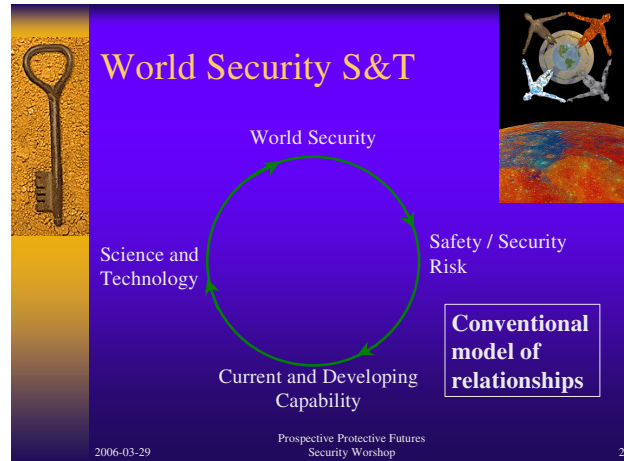 World Security S&T
World Security
Safety / Security
Risk
Science and
Technology
Current and Developing
Capability
Conventional
model of
relationships
2006-03-29
Prospective Protective Futures
Security Worshop
2